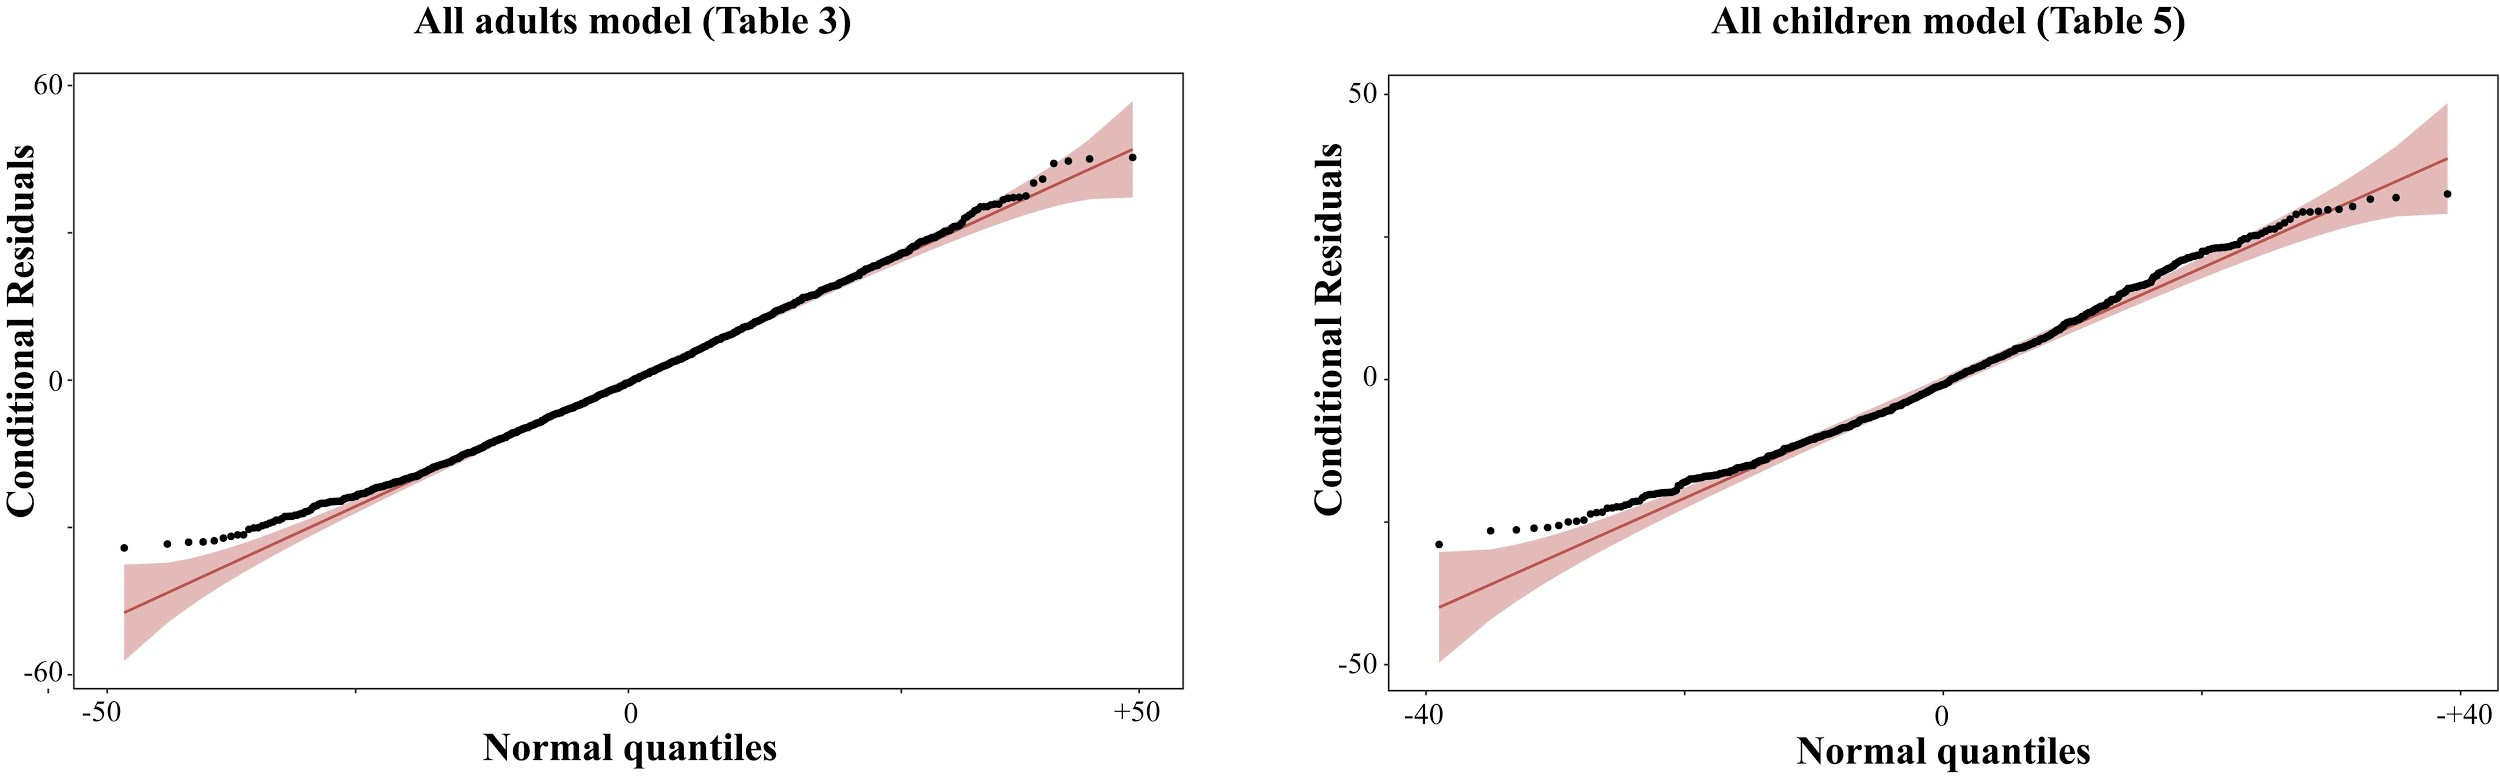 All adults model (Table 3)
60
0
-60
Conditional Residuals
-50
0
+50
Normal quantiles
All children model (Table 5)
50
0
-50
Conditional Residuals
-40
0
-+40
Normal quantiles